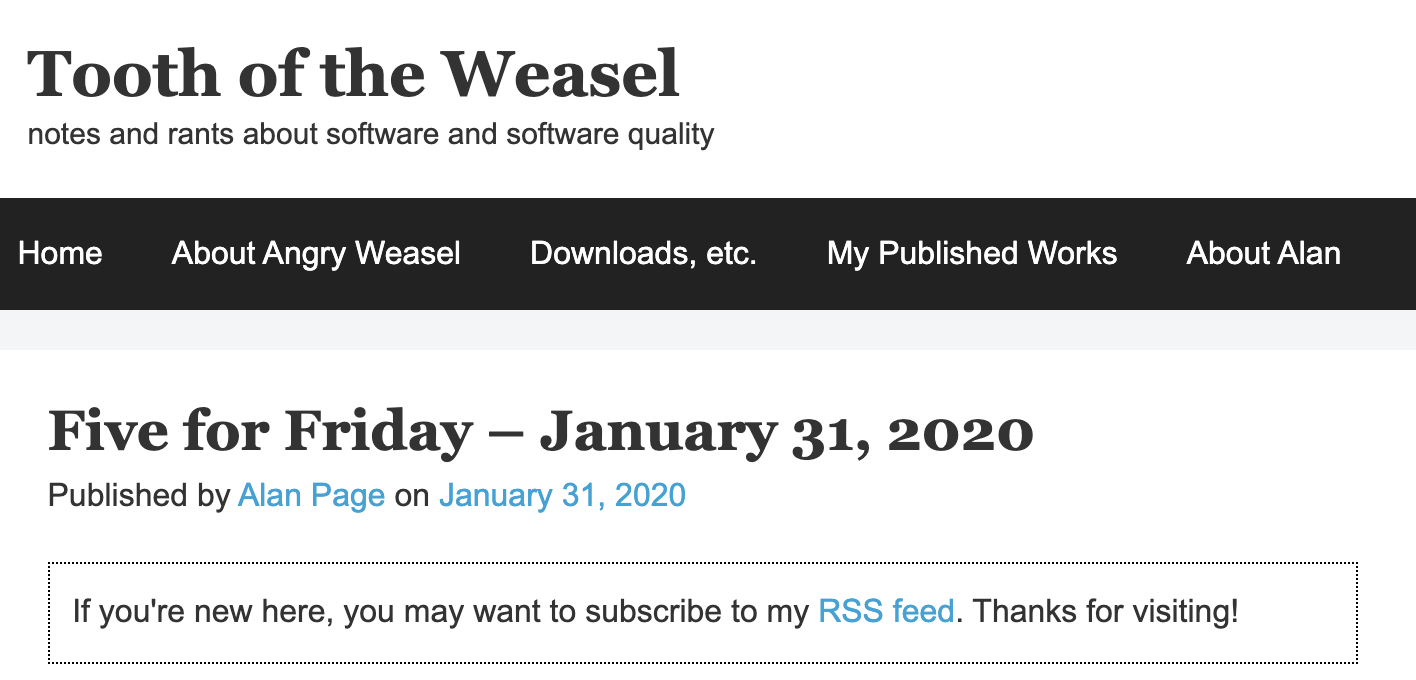 Tooth of the Weasel
notes and rants about software and software quality
Home About Angry Weasel Downloads, etc. My Published Works About Alan
Five for Friday – January 31, 2020
Published by Alan Page on January 31, 2020
If you're new here, you may want to subscribe to my RSS feed. Thanks for visiting!